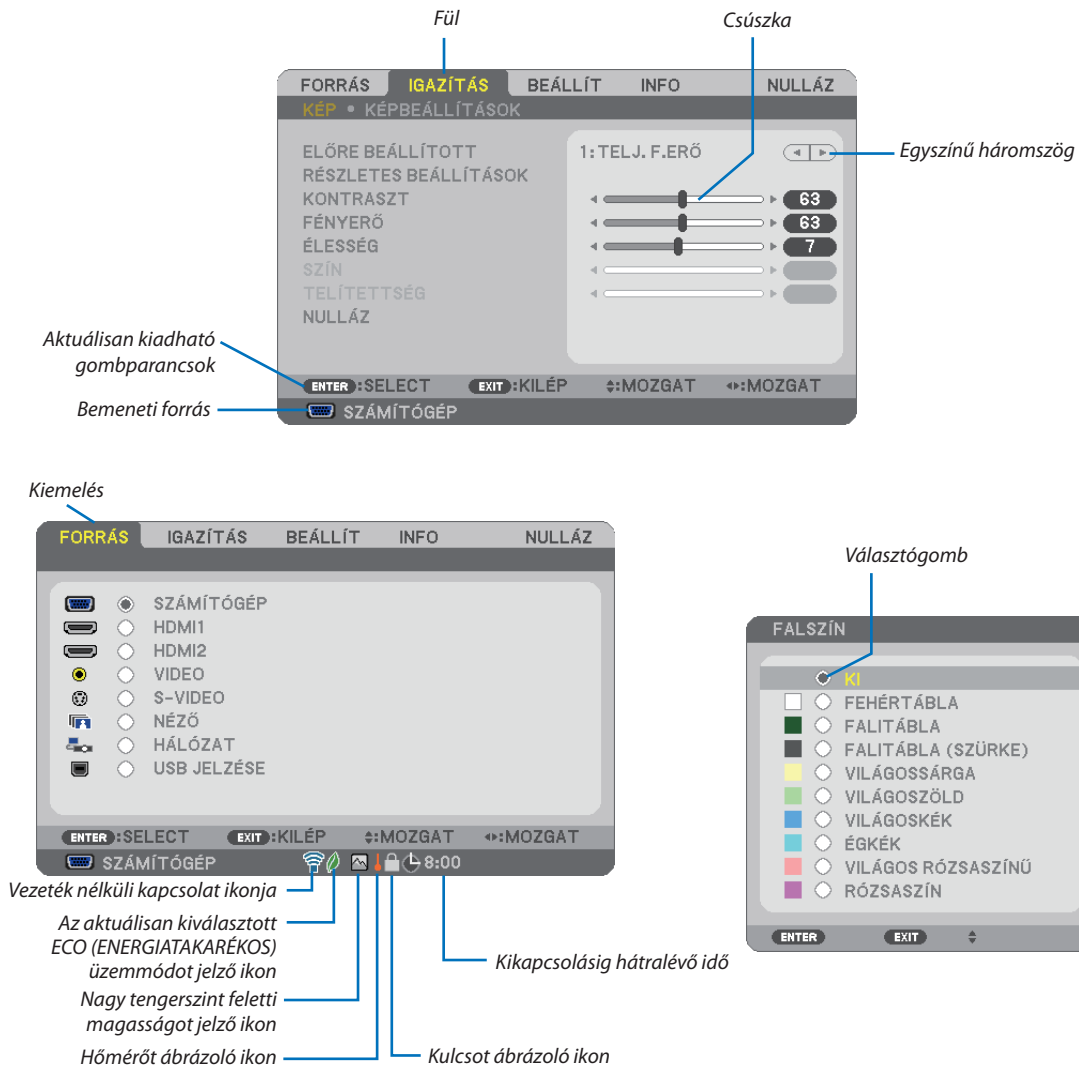 Fül
Csúszka
FORRÁS IGAZÍTÁS BEÁLLÍT INFO NULLÁZ
KÉP • KÉPBEÁLLÍTÁSOK
ELŐRE BEÁLLÍTOTT 1:TELJ. F.ERŐ
Egyszínű háromszög
RÉSZLETES BEÁLLÍTÁSOK
KONTRASZT 63
FÉNYERŐ 63
ÉLESSÉG 7
SZÍN
TELÍTETTSÉG
NULLÁZ
Aktuálisan kiadható
gombparancsok
ENTER :SELECT EXIT :KILÉP :MOZGAT :MOZGAT
Bemeneti forrás
SZÁMÍTÓGÉP
Kiemelés
FORRÁS IGAZÍTÁS BEÁLLÍT INFO NULLÁZ
SZÁMÍTÓGÉP
HDMI1
HDMI2
VIDEO
S-VIDEO
NÉZŐ
HÁLÓZAT
USB JELZÉSE
ENTER :SELECT EXIT :KILÉP :MOZGAT :MOZGAT
SZÁMÍTÓGÉP 8:00
Vezeték nélküli kapcsolat ikonja
Az aktuálisan kiválasztott
ECO (ENERGIATAKARÉKOS)
üzemmódot jelző ikon
Nagy tengerszint feletti
magasságot jelző ikon
Hőmérőt ábrázoló ikon
Kulcsot ábrázoló ikon
Kikapcsolásig hátralévő idő
Választógomb
FALSZÍN
KI
FEHÉRTÁBLA
FALITÁBLA
FALITÁBLA (SZÜRKE)
VILÁGOSSÁRGA
VILÁGOSZÖLD
VILÁGOSKÉK
ÉGKÉK
VILÁGOS RÓZSASZÍNŰ
RÓZSASZÍN
ENTER EXIT